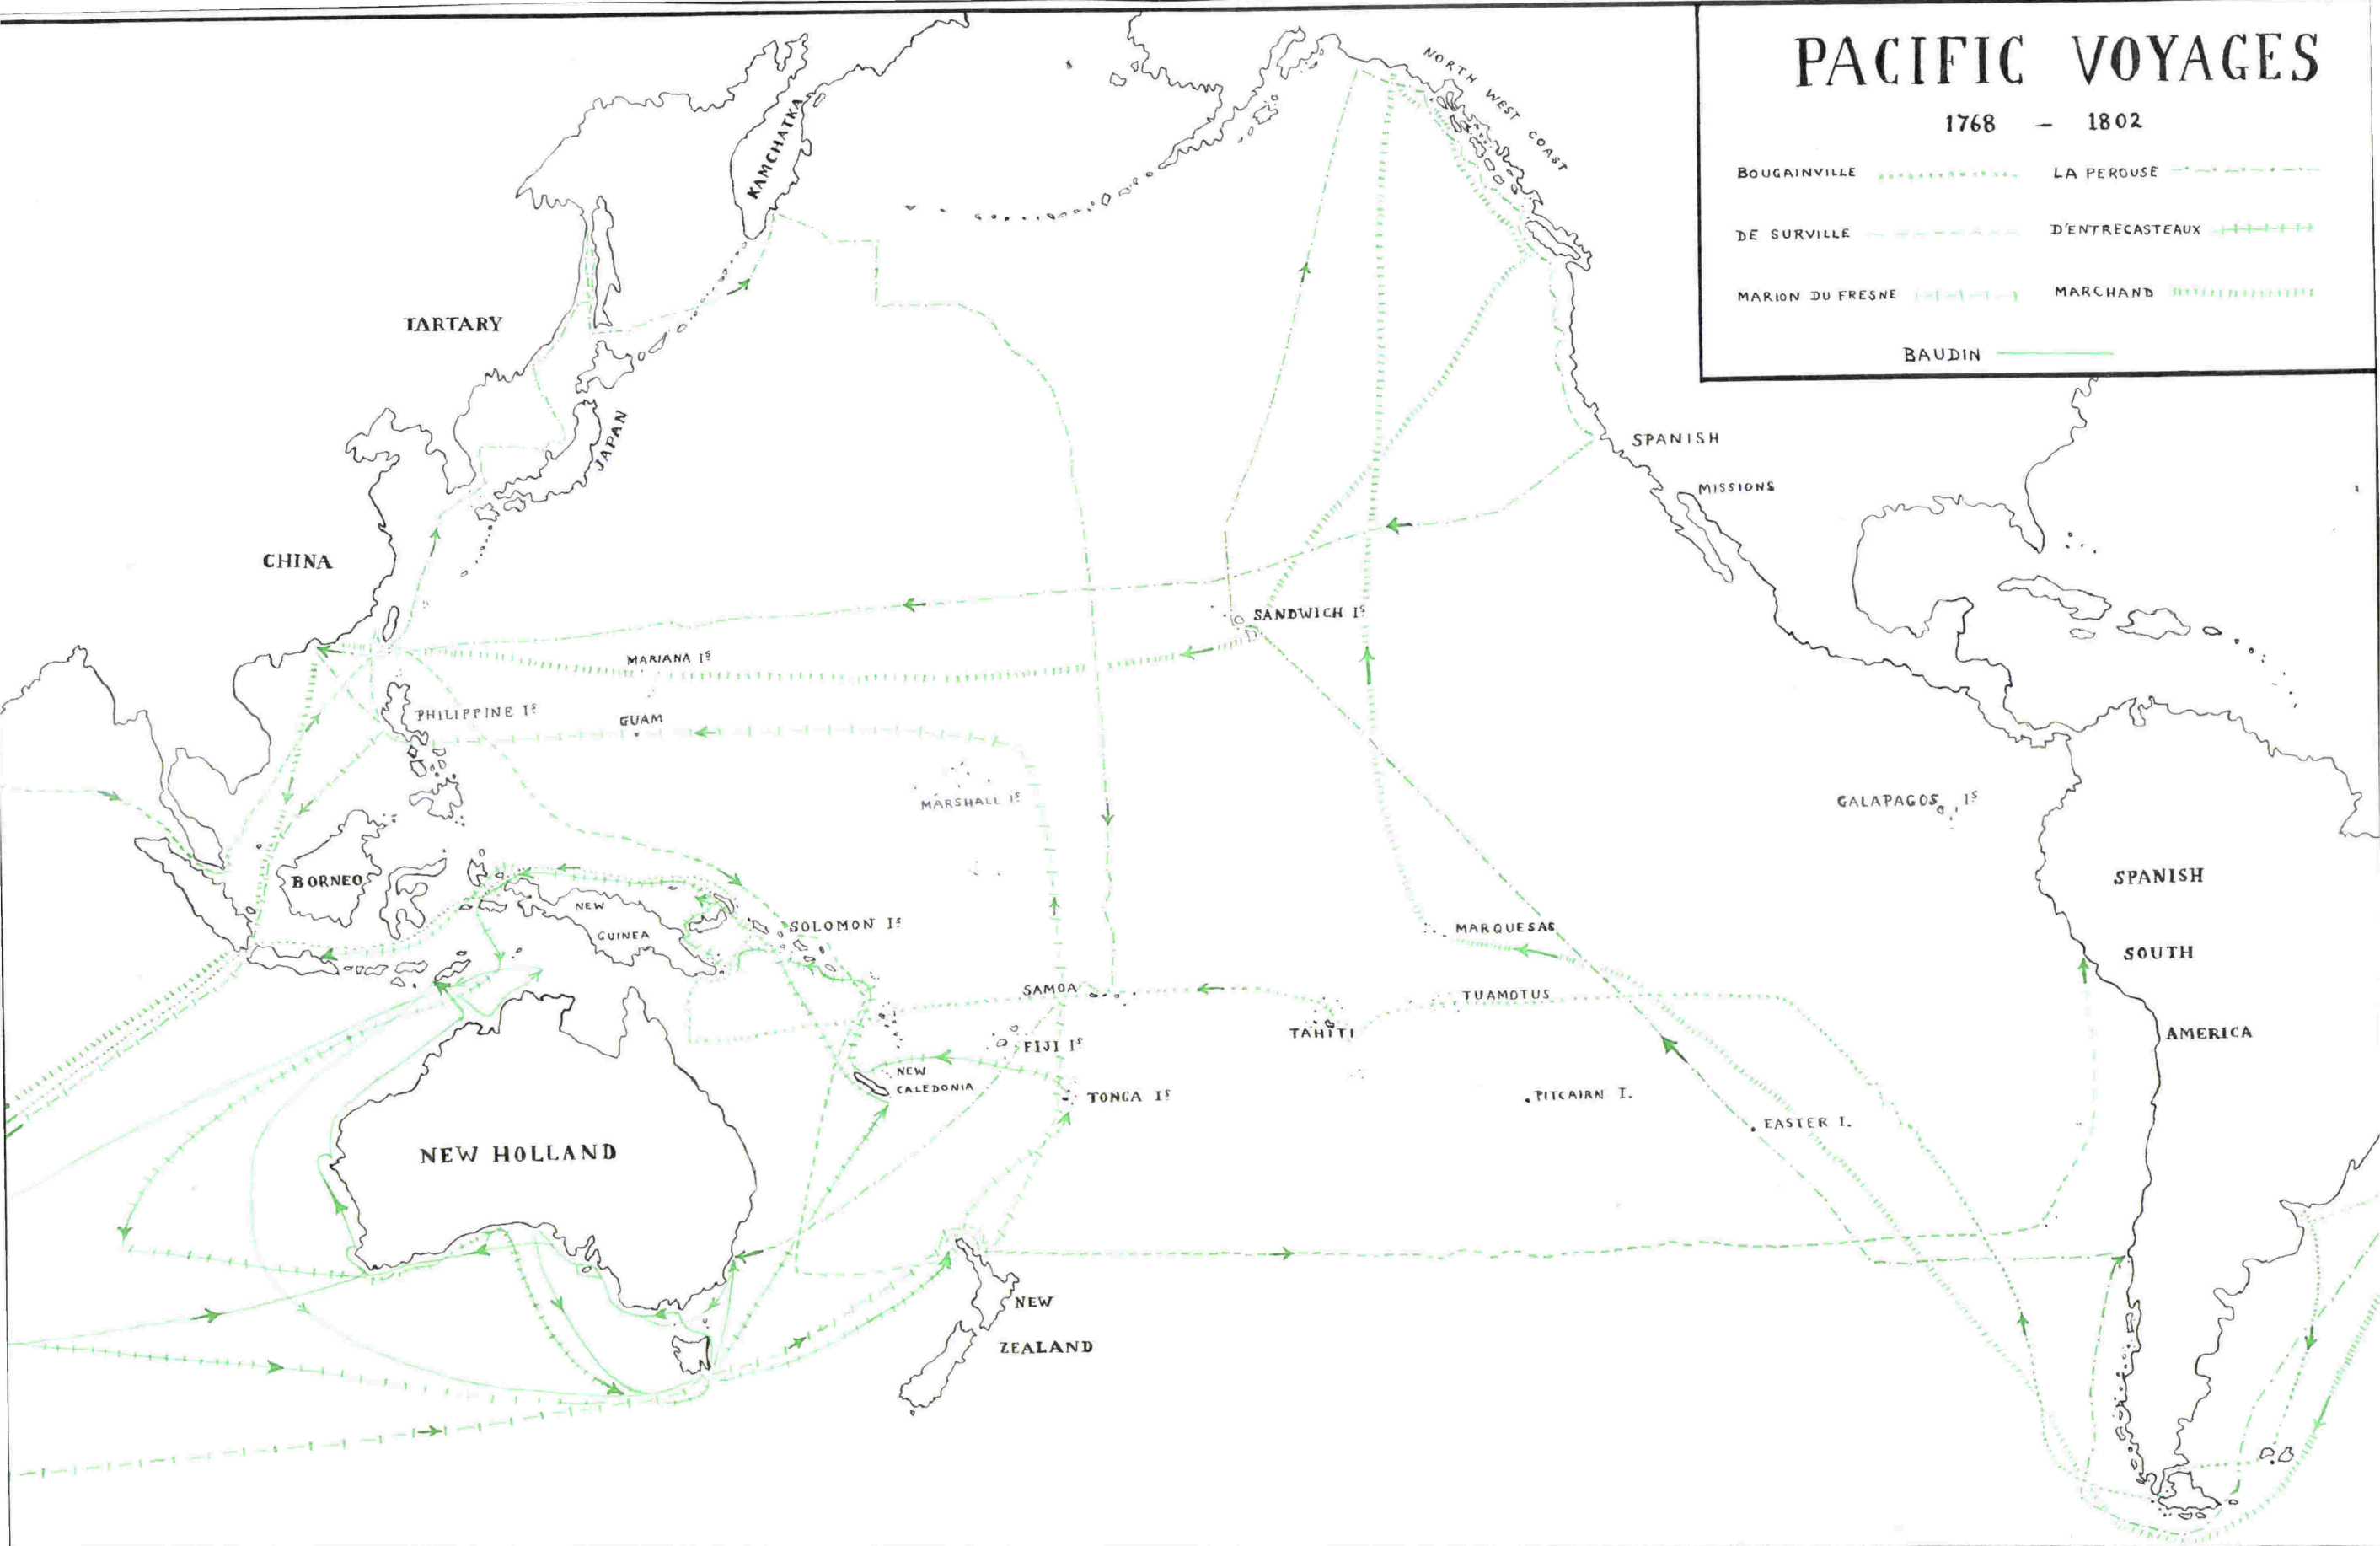 PACIFIC VOYAGES
1768 – 1802
BOUGAINVILLE
LA PEROUSE
DE SURVILLE
D'ENTRECASTEAUX
MARION DU FRESNE
MARCHAND
BAUDIN
NORTH WEST COAST
KAMCHATKA
TARTARY
JAPAN
SPANISH
MISSIONS
CHINA
SANDWICH Iˢ
MARIANA Iˢ
PHILIPPINE Iˢ
GUAM
MARSHALL Iˢ
GALAPAGOS Iˢ
BORNEO
NEW
GUINEA
SOLOMON Iˢ
MARQUESAS
SPANISH
SOUTH
AMERICA
SAMOA
TUAMOTUS
TAHITI
FIJI Iˢ
NEW
CALEDONIA
TONGA Iˢ
PITCAIRN I.
EASTER I.
NEW HOLLAND
NEW
ZEALAND